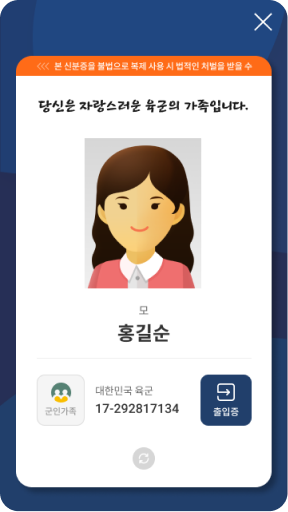 본 신분증을 불법으로 복제 사용 시 법적인 처벌을 받을 수
당신은 자랑스러운 육군의 가족입니다.
모
홍길순
군인가족
대한민국 육군
17-292817134
출입증